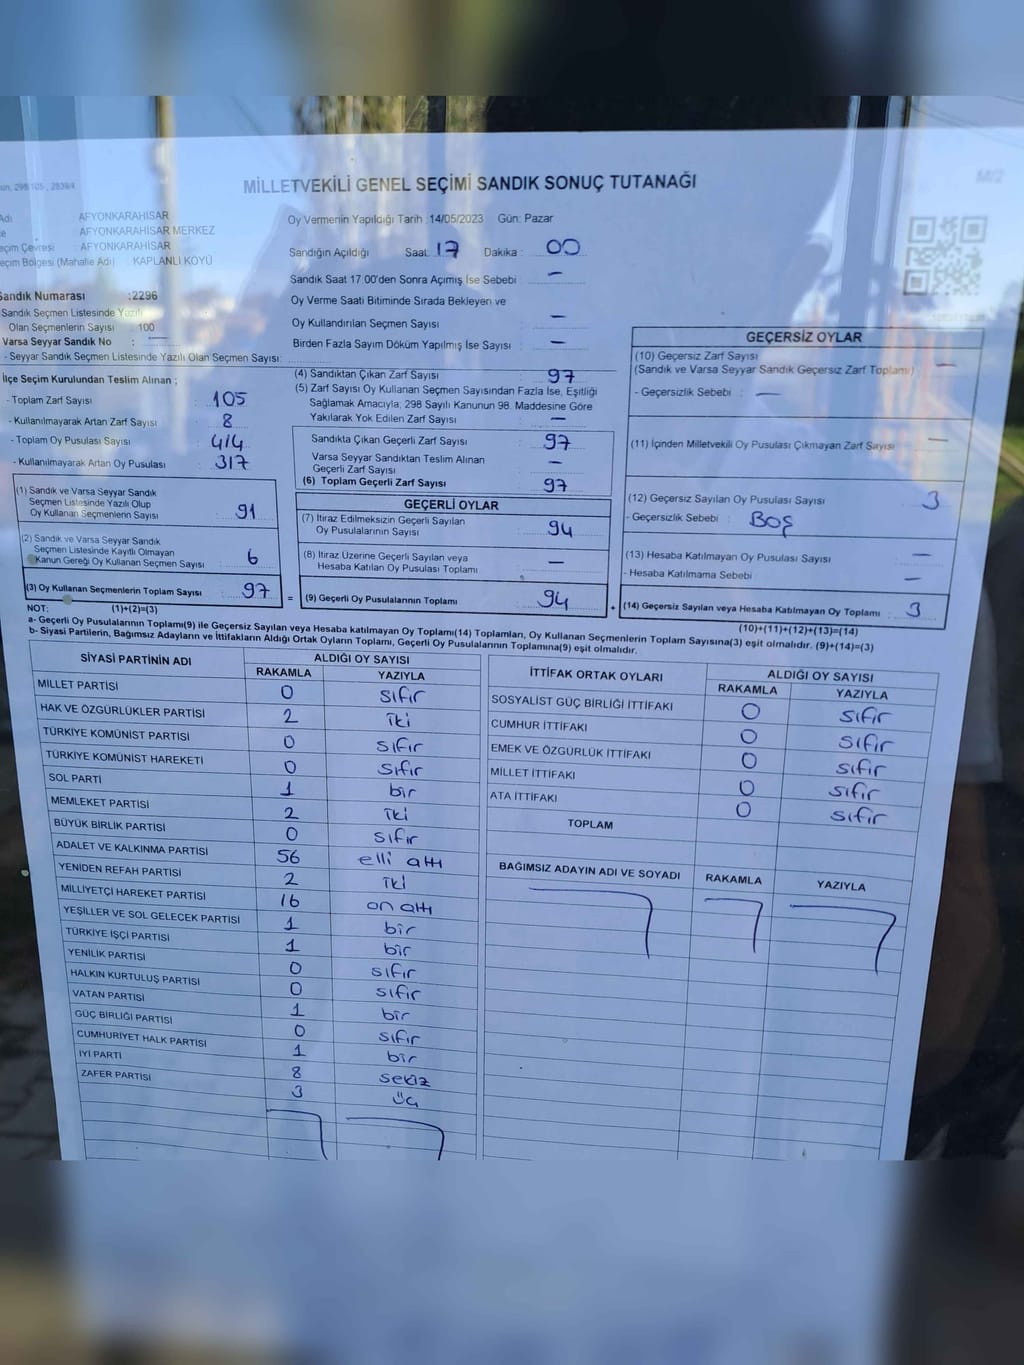 MİLLETVEKİLİ GENEL SEÇİMİ SANDIK SONUÇ TUTANAĞI
AFYONKARAHİSAR
AFYONKARAHİSAR MERKEZ
AFYONKARAHİSAR
eçim Bölgesi (Mahalle Adı) KAPLANLI KÖYÜ
Sandık Numarası :2296
Sandık Seçmen Listesinde Yazılı
Olan Seçmenlerin Sayısı : 100
Varsa Seyyar Sandık No : —
- Seyyar Sandık Seçmen Listesinde Yazılı Olan Seçmen Sayısı:
Oy Vermenin Yapıldığı Tarih :14/05/2023 Gün: Pazar
Sandığın Açıldığı Saat: 17 Dakika : 00
Sandık Saat 17:00'den Sonra Açımış İse Sebebi —
Oy Verme Saati Bitiminde Sırada Bekleyen ve
Oy Kullandırılan Seçmen Sayısı —
Birden Fazla Sayım Döküm Yapılmış İse Sayısı —
İlçe Seçim Kurulundan Teslim Alınan ;
- Toplam Zarf Sayısı : 105
- Kullanılmayarak Artan Zarf Sayısı : 8
- Toplam Oy Pusulası Sayısı : 414
- Kullanılmayarak Artan Oy Pusulası : 317
(4) Sandıktan Çıkan Zarf Sayısı : 97
(5) Zarf Sayısı Oy Kullanan Seçmen Sayısından Fazla İse, Eşitliği
Sağlamak Amacıyla; 298 Sayılı Kanunun 98. Maddesine Göre
Yakılarak Yok Edilen Zarf Sayısı : —
Sandıkta Çıkan Geçerli Zarf Sayısı : 97
Varsa Seyyar Sandıktan Teslim Alınan
Geçerli Zarf Sayısı : —
(6) Toplam Geçerli Zarf Sayısı : 97
(1) Sandık ve Varsa Seyyar Sandık
Seçmen Listesinde Yazılı Olup
Oy Kullanan Seçmenlerin Sayısı : 91
(2) Sandık ve Varsa Seyyar Sandık
Seçmen Listesinde Kayıtlı Olmayan
Kanun Gereği Oy Kullanan Seçmen Sayısı : 6
(3) Oy Kullanan Seçmenlerin Toplam Sayısı : 97
GEÇERLİ OYLAR
(7) İtiraz Edilmeksizin Geçerli Sayılan
Oy Pusulalarının Sayısı : 94
(8) İtiraz Üzerine Geçerli Sayılan veya
Hesaba Katılan Oy Pusulası Toplamı : —
= (9) Geçerli Oy Pusulalarının Toplamı : 94
GEÇERSİZ OYLAR
(10) Geçersiz Zarf Sayısı
(Sandık ve Varsa Seyyar Sandık Geçersiz Zarf Toplamı) : —
- Geçersizlik Sebebi : —
(11) İçinden Milletvekili Oy Pusulası Çıkmayan Zarf Sayısı : —
(12) Geçersiz Sayılan Oy Pusulası Sayısı : 3
- Geçersizlik Sebebi : BOŞ
(13) Hesaba Katılmayan Oy Pusulası Sayısı : —
- Hesaba Katılmama Sebebi : —
+ (14) Geçersiz Sayılan veya Hesaba Katılmayan Oy Toplamı : 3
NOT: (1)+(2)=(3)
(10)+(11)+(12)+(13)=(14)
a- Geçerli Oy Pusulalarının Toplamı(9) ile Geçersiz Sayılan veya Hesaba katılmayan Oy Toplamı(14) Toplamları, Oy Kullanan Seçmenlerin Toplam Sayısına(3) eşit olmalıdır. (9)+(14)=(3)
b- Siyasi Partilerin, Bağımsız Adayların ve İttifakların Aldığı Ortak Oyların Toplamı, Geçerli Oy Pusulalarının Toplamına(9) eşit olmalıdır.
SİYASİ PARTİNİN ADI ALDIĞI OY SAYISI
RAKAMLA YAZIYLA
MİLLET PARTİSİ 0 sıfır
HAK VE ÖZGÜRLÜKLER PARTİSİ 2 iki
TÜRKİYE KOMÜNİST PARTİSİ 0 sıfır
TÜRKİYE KOMÜNİST HAREKETİ 0 sıfır
SOL PARTİ 1 bir
MEMLEKET PARTİSİ 2 iki
BÜYÜK BİRLİK PARTİSİ 0 sıfır
ADALET VE KALKINMA PARTİSİ 56 elli altı
YENİDEN REFAH PARTİSİ 2 iki
MİLLİYETÇİ HAREKET PARTİSİ 16 on altı
YEŞİLLER VE SOL GELECEK PARTİSİ 1 bir
TÜRKİYE İŞÇİ PARTİSİ 1 bir
YENİLİK PARTİSİ 0 sıfır
HALKIN KURTULUŞ PARTİSİ 0 sıfır
VATAN PARTİSİ 1 bir
GÜÇ BİRLİĞİ PARTİSİ 0 sıfır
CUMHURİYET HALK PARTİSİ 1 bir
İYİ PARTİ 8 sekiz
ZAFER PARTİSİ 3 üç
İTTİFAK ORTAK OYLARI ALDIĞI OY SAYISI
RAKAMLA YAZIYLA
SOSYALİST GÜÇ BİRLİĞİ İTTİFAKI 0 sıfır
CUMHUR İTTİFAKI 0 sıfır
EMEK VE ÖZGÜRLÜK İTTİFAKI 0 sıfır
MİLLET İTTİFAKI 0 sıfır
ATA İTTİFAKI 0 sıfır
TOPLAM
BAĞIMSIZ ADAYIN ADI VE SOYADI RAKAMLA YAZIYLA